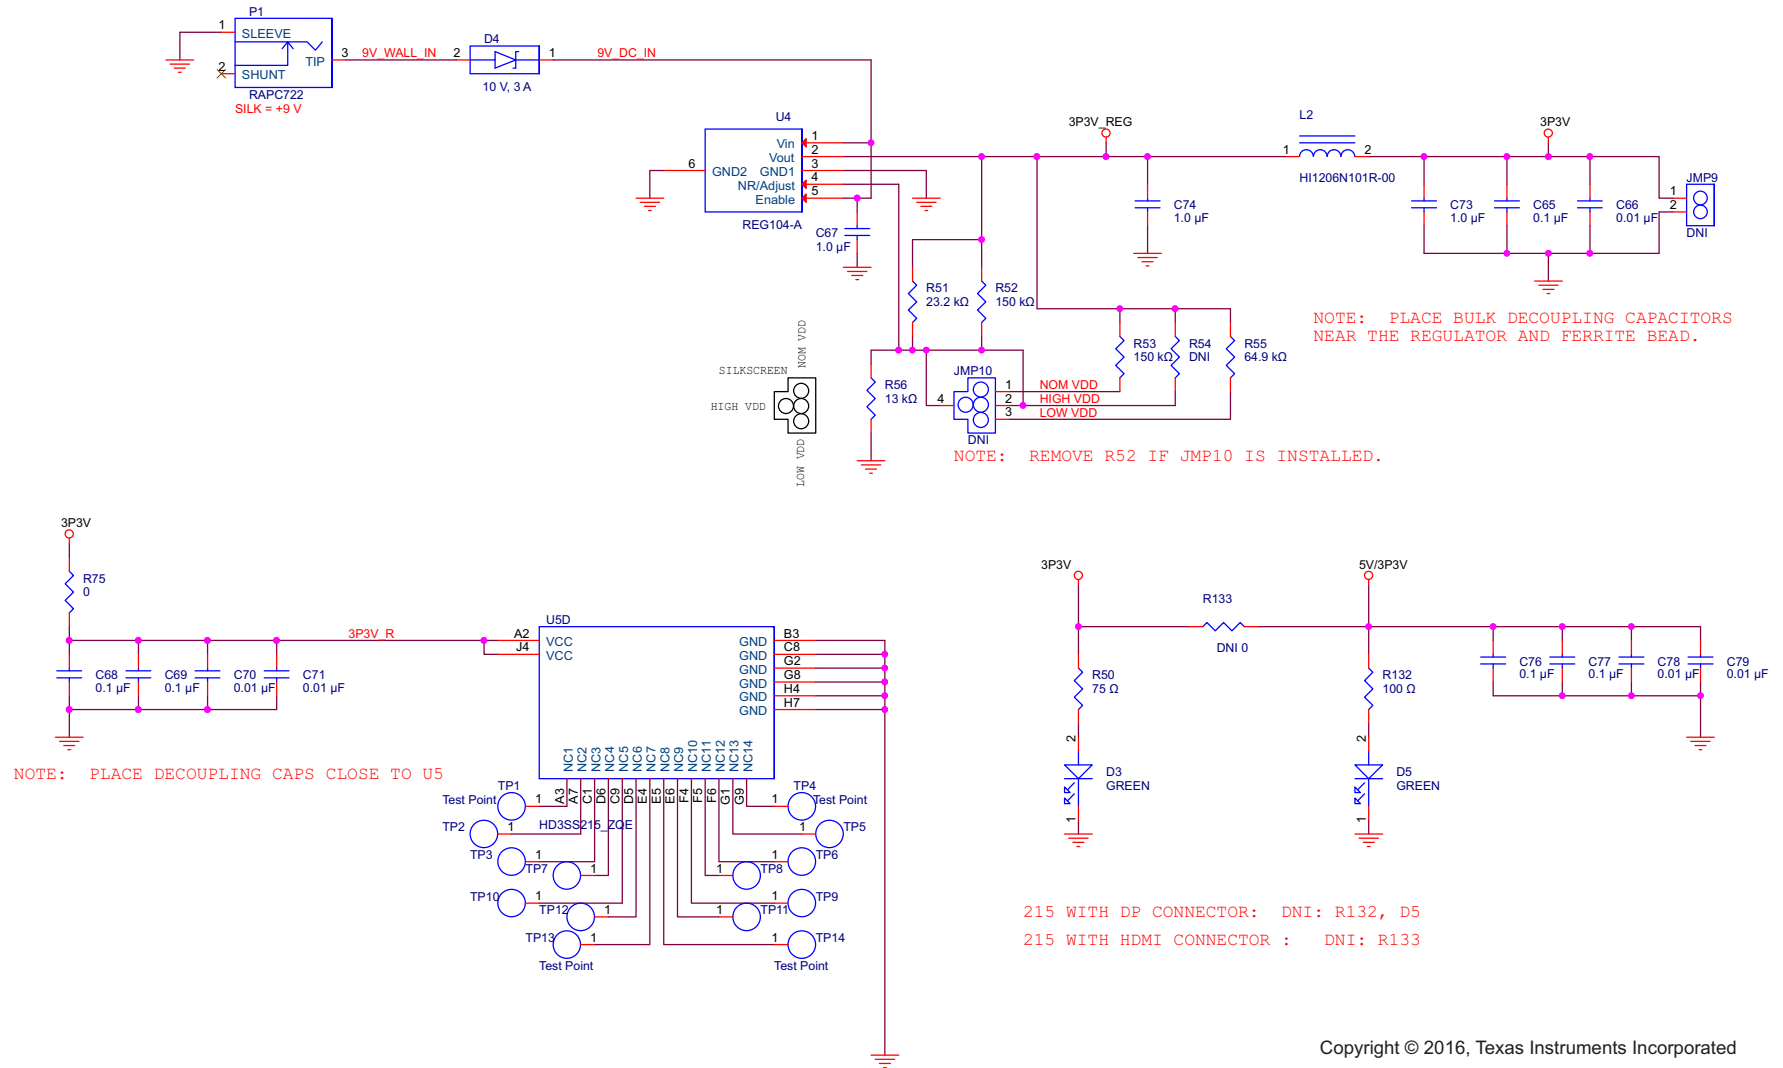 P1
1
SLEEVE
2
SHUNT
TIP
3
RAPC722
SILK = +9 V
9V_WALL_IN
2
D4
1
10 V, 3 A
9V_DC_IN
U4
Vin
1
Vout
2
GND1
3
NR/Adjust
4
Enable
5
6
GND2
REG104-A
C67
1.0 µF
3P3V_REG
C74
1.0 µF
L2
1
2
HI1206N101R-00
3P3V
C73
1.0 µF
C65
0.1 µF
C66
0.01 µF
JMP9
1
2
DNI
NOTE: PLACE BULK DECOUPLING CAPACITORS
NEAR THE REGULATOR AND FERRITE BEAD.
R51
23.2 kΩ
R52
150 kΩ
R53
150 kΩ
R54
DNI
R55
64.9 kΩ
R56
13 kΩ
JMP10
4
1
2
3
DNI
NOM VDD
HIGH VDD
LOW VDD
SILKSCREEN
NOM VDD
HIGH VDD
LOW VDD
NOTE: REMOVE R52 IF JMP10 IS INSTALLED.
3P3V
R75
0
3P3V_R
C68
0.1 µF
C69
0.1 µF
C70
0.01 µF
C71
0.01 µF
NOTE: PLACE DECOUPLING CAPS CLOSE TO U5
U5D
A2
VCC
J4
VCC
GND
B3
GND
C8
GND
G2
GND
G8
GND
H4
GND
H7
NC1
NC2
NC3
NC4
NC5
NC6
NC7
NC8
NC9
NC10
NC11
NC12
NC13
NC14
A3
A7
C1
D6
C9
D5
E4
E5
E6
F4
F5
F6
G1
G9
HD3SS215_ZQE
TP1
Test Point
1
TP2
1
TP3
1
TP7
1
TP10
1
TP12
1
TP13
1
Test Point
TP4
Test Point
1
TP5
1
TP6
1
TP8
1
TP9
1
TP11
1
TP14
1
Test Point
3P3V
R133
DNI 0
5V/3P3V
R50
75 Ω
2
D3
GREEN
1
R132
100 Ω
2
D5
GREEN
1
C76
0.1 µF
C77
0.1 µF
C78
0.01 µF
C79
0.01 µF
215 WITH DP CONNECTOR: DNI: R132, D5
215 WITH HDMI CONNECTOR : DNI: R133
Copyright © 2016, Texas Instruments Incorporated